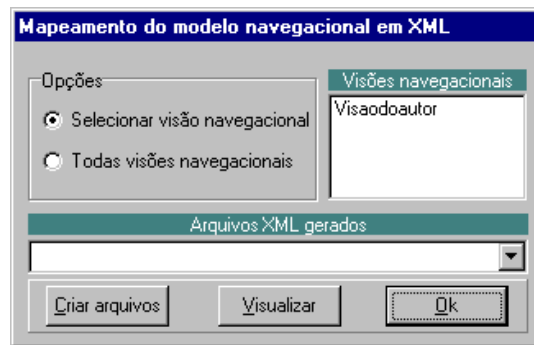 Mapeamento do modelo navegacional em XML
Opções
Selecionar visão navegacional
Todas visões navegacionais
Visões navegacionais
Visaodoautor
Arquivos XML gerados
Criar arquivos
Visualizar
Ok